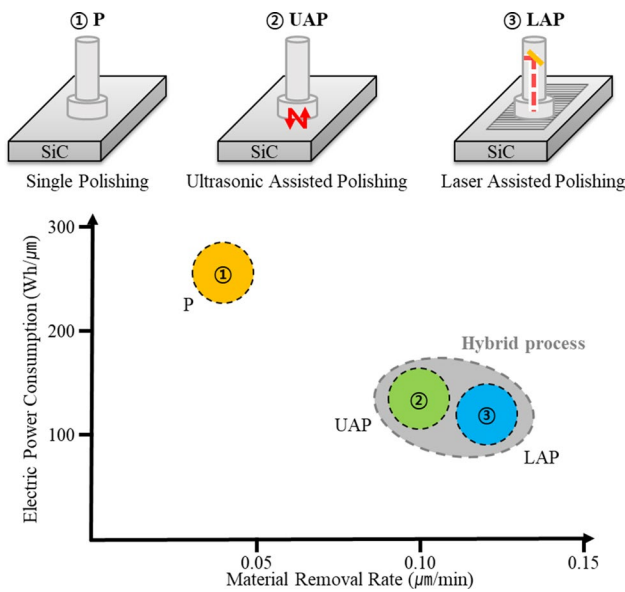 ① P
② UAP
③ LAP
SiC
SiC
SiC
Single Polishing
Ultrasonic Assisted Polishing
Laser Assisted Polishing
Electric Power Consumption (Wh/μm)
300
200
100
①
P
Hybrid process
②
③
UAP
LAP
0.05
0.10
0.15
Material Removal Rate (μm/min)